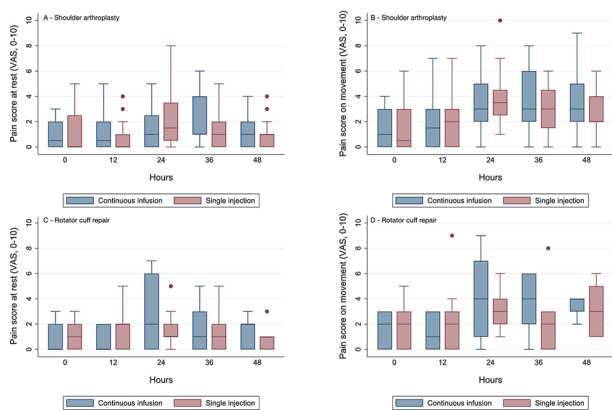 A - Shoulder arthroplasty
Pain score at rest (VAS, 0-10)
10
8
6
4
2
0
0 12 24 36 48
Hours
Continuous infusion Single injection
B - Shoulder arthroplasty
Pain score on movement (VAS, 0-10)
10
8
6
4
2
0
0 12 24 36 48
Hours
Continuous infusion Single injection
C - Rotator cuff repair
Pain score at rest (VAS, 0-10)
10
8
6
4
2
0
0 12 24 36 48
Hours
Continuous infusion Single injection
D - Rotator cuff repair
Pain score on movement (VAS, 0-10)
10
8
6
4
2
0
0 12 24 36 48
Hours
Continuous infusion Single injection